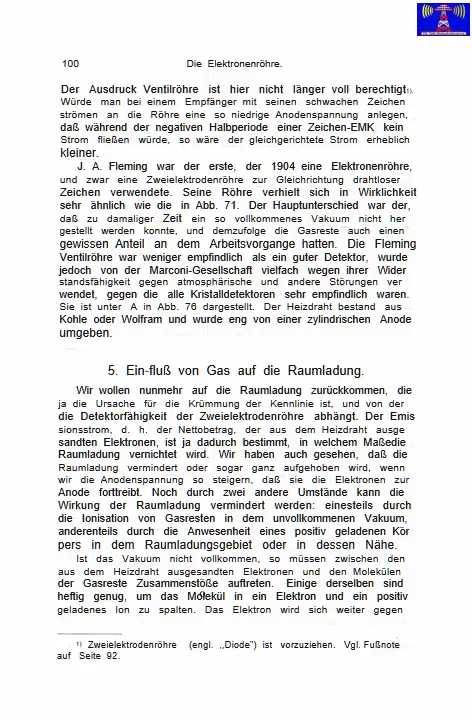 100 Die Elektronenröhre.
Der Ausdruck Ventilröhre ist hier nicht länger voll berechtigt¹).
Würde man bei einem Empfänger mit seinen schwachen Zeichen
strömen an die Röhre eine so niedrige Anodenspannung anlegen,
daß während der negativen Halbperiode einer Zeichen-EMK kein
Strom fließen würde, so wäre der gleichgerichtete Strom erheblich
kleiner.
J. A. Fleming war der erste, der 1904 eine Elektronenröhre,
und zwar eine Zweielektrodenröhre zur Gleichrichtung drahtloser
Zeichen verwendete. Seine Röhre verhielt sich in Wirklichkeit
sehr ähnlich wie die in Abb. 71. Der Hauptunterschied war der,
daß zu damaliger Zeit ein so vollkommenes Vakuum nicht her
gestellt werden konnte, und demzufolge die Gasreste auch einen
gewissen Anteil an dem Arbeitsvorgange hatten. Die Fleming
Ventilröhre war weniger empfindlich als ein guter Detektor, wurde
jedoch von der Marconi-Gesellschaft vielfach wegen ihrer Wider
standsfähigkeit gegen atmosphärische und andere Störungen ver
wendet, gegen die alle Kristalldetektoren sehr empfindlich waren.
Sie ist unter A in Abb. 76 dargestellt. Der Heizdraht bestand aus
Kohle oder Wolfram und wurde eng von einer zylindrischen Anode
umgeben.
5. Ein-fluß von Gas auf die Raumladung.
Wir wollen nunmehr auf die Raumladung zurückkommen, die
ja die Ursache für die Krümmung der Kennlinie ist, und von der
die Detektorfähigkeit der Zweielektrodenröhre abhängt. Der Emis
sionsstrom, d. h. der Nettobetrag, der aus dem Heizdraht ausge
sandten Elektronen, ist ja dadurch bestimmt, in welchem Maßedie
Raumladung vernichtet wird. Wir haben auch gesehen, daß die
Raumladung vermindert oder sogar ganz aufgehoben wird, wenn
wir die Anodenspannung so steigern, daß sie die Elektronen zur
Anode forttreibt. Noch durch zwei andere Umstände kann die
Wirkung der Raumladung vermindert werden: einesteils durch
die Ionisation von Gasresten in dem unvollkommenen Vakuum,
anderenteils durch die Anwesenheit eines positiv geladenen Kör
pers in dem Raumladungsgebiet oder in dessen Nähe.
Ist das Vakuum nicht vollkommen, so müssen zwischen den
aus dem Heizdraht ausgesandten Elektronen und den Molekülen
der Gasreste Zusammenstöße auftreten. Einige derselben sind
heftig genug, um das Molekül in ein Elektron und ein positiv
geladenes Ion zu spalten. Das Elektron wird sich weiter gegen
¹) Zweielektrodenröhre (engl. ,,Diode") ist vorzuziehen. Vgl. Fußnote
auf Seite 92.